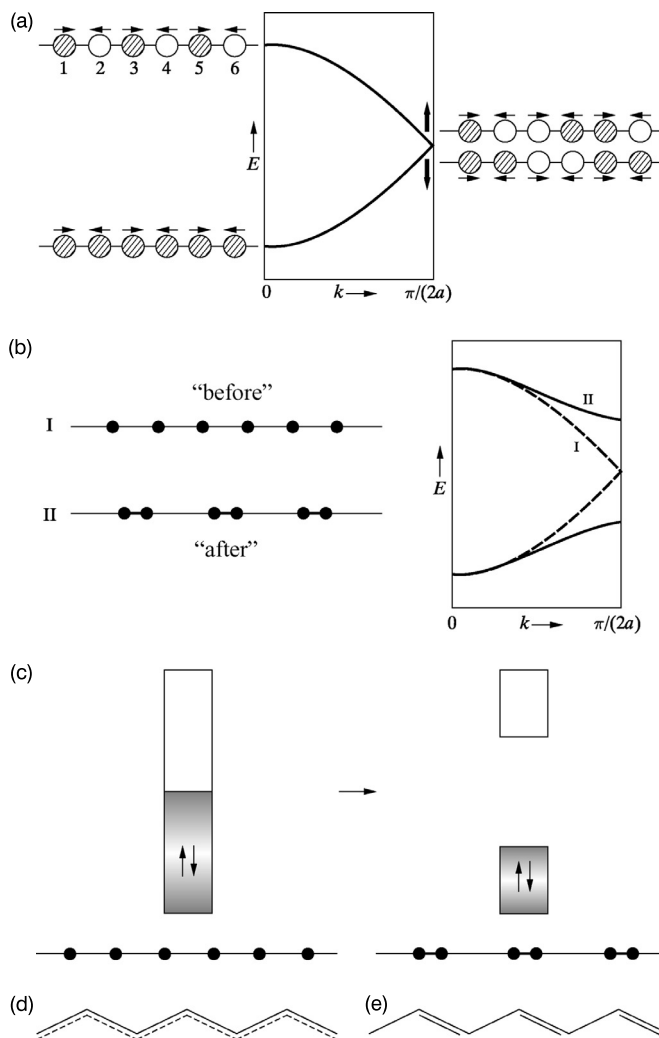 (a)
1 2 3 4 5 6
E
0 k π/(2a)
(b)
"before"
I
II
"after"
II
I
E
0 k π/(2a)
(c)
(d)
(e)